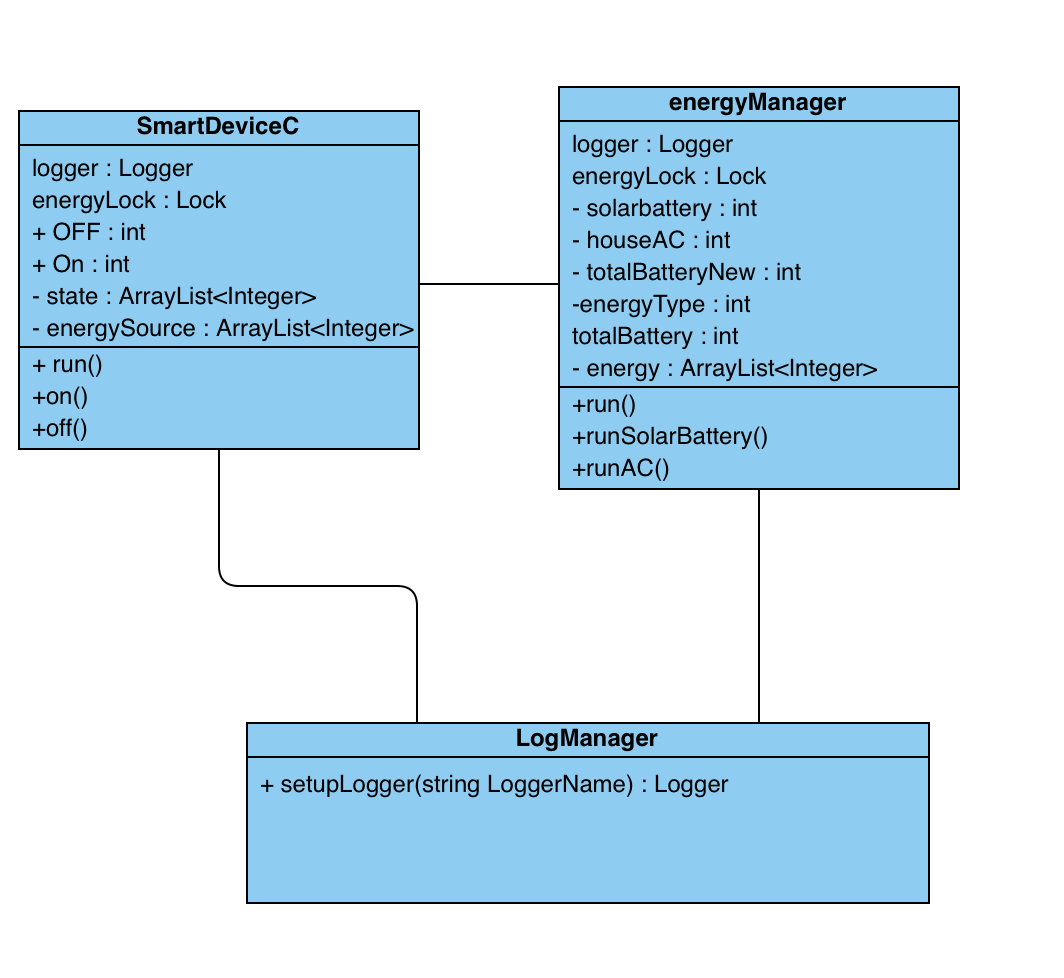 SmartDeviceC
logger : Logger
energyLock : Lock
+ OFF : int
+ On : int
- state : ArrayList<Integer>
- energySource : ArrayList<Integer>
+ run()
+on()
+off()
energyManager
logger : Logger
energyLock : Lock
- solarbattery : int
- houseAC : int
- totalBatteryNew : int
-energyType : int
totalBattery : int
- energy : ArrayList<Integer>
+run()
+runSolarBattery()
+runAC()
LogManager
+ setupLogger(string LoggerName) : Logger